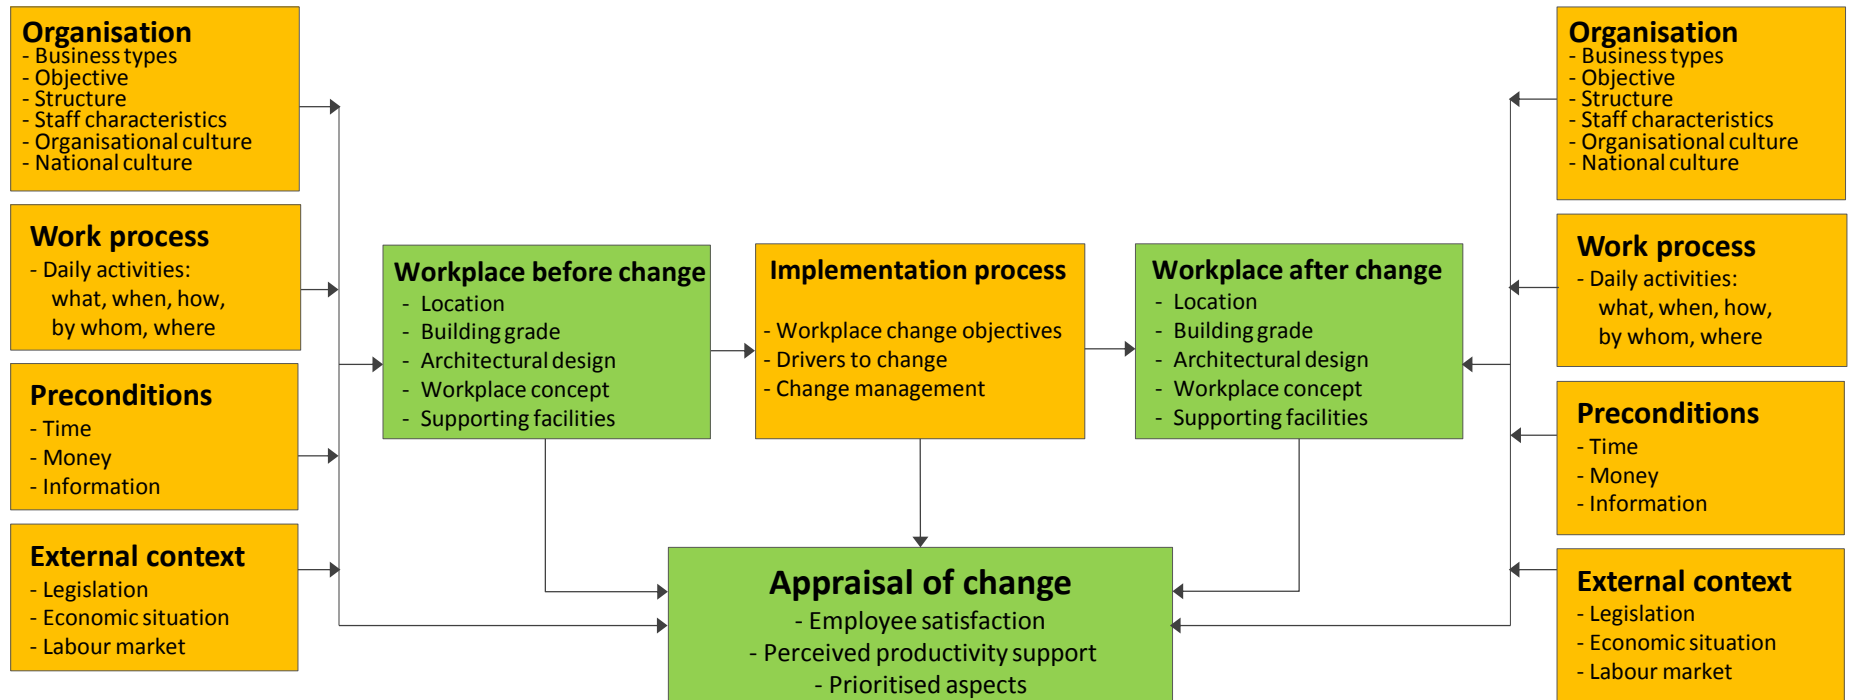 Organisation
- Business types
- Objective
- Structure
- Staff characteristics
- Organisational culture
- National culture
Work process
- Daily activities:
what, when, how,
by whom, where
Preconditions
- Time
- Money
- Information
External context
- Legislation
- Economic situation
- Labour market
Workplace before change
- Location
- Building grade
- Architectural design
- Workplace concept
- Supporting facilities
Implementation process
- Workplace change objectives
- Drivers to change
- Change management
Workplace after change
- Location
- Building grade
- Architectural design
- Workplace concept
- Supporting facilities
Appraisal of change
- Employee satisfaction
- Perceived productivity support
- Prioritised aspects
Organisation
- Business types
- Objective
- Structure
- Staff characteristics
- Organisational culture
- National culture
Work process
- Daily activities:
what, when, how,
by whom, where
Preconditions
- Time
- Money
- Information
External context
- Legislation
- Economic situation
- Labour market